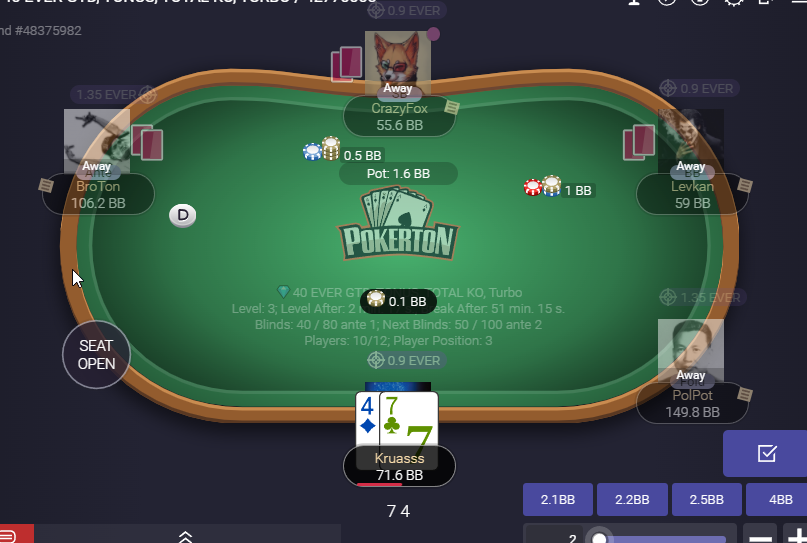 0.9 EVER
nd #48375982
1.35 EVER
0.9 EVER
Away
CrazyFox
55.6 BB
Away
Ante
BroTon
106.2 BB
Away
Levkan
59 BB
0.5 BB
Pot: 1.6 BB
1 BB
D
POKERTON
40 EVER GT TOTAL KO, Turbo
0.1 BB
Level: 3; Level After: 2 eak After: 51 min. 15 s.
Blinds: 40 / 80 ante 1; Next Blinds: 50 / 100 ante 2
Players: 10/12; Player Position: 3
1.35 EVER
SEAT
OPEN
0.9 EVER
Away
PolPot
149.8 BB
4 7
7
Kruasss
71.6 BB
2.1BB 2.2BB 2.5BB 4BB
7 4
2